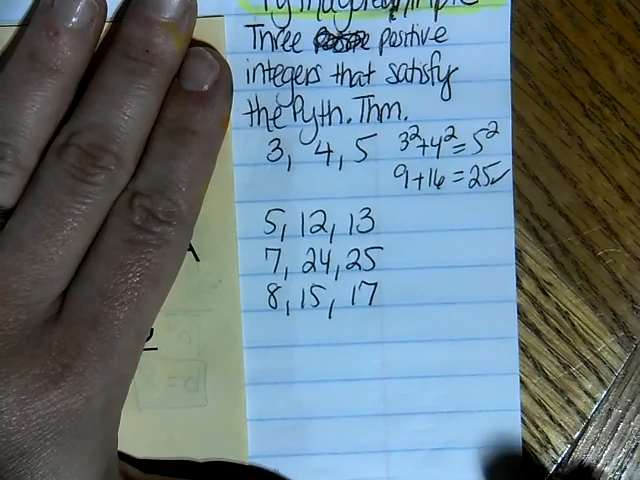 Three positive
integers that satisfy
the Pyth. Thm.
3, 4, 5 3²+4²=5²
9+16=25✓
5, 12, 13
7, 24, 25
8, 15, 17